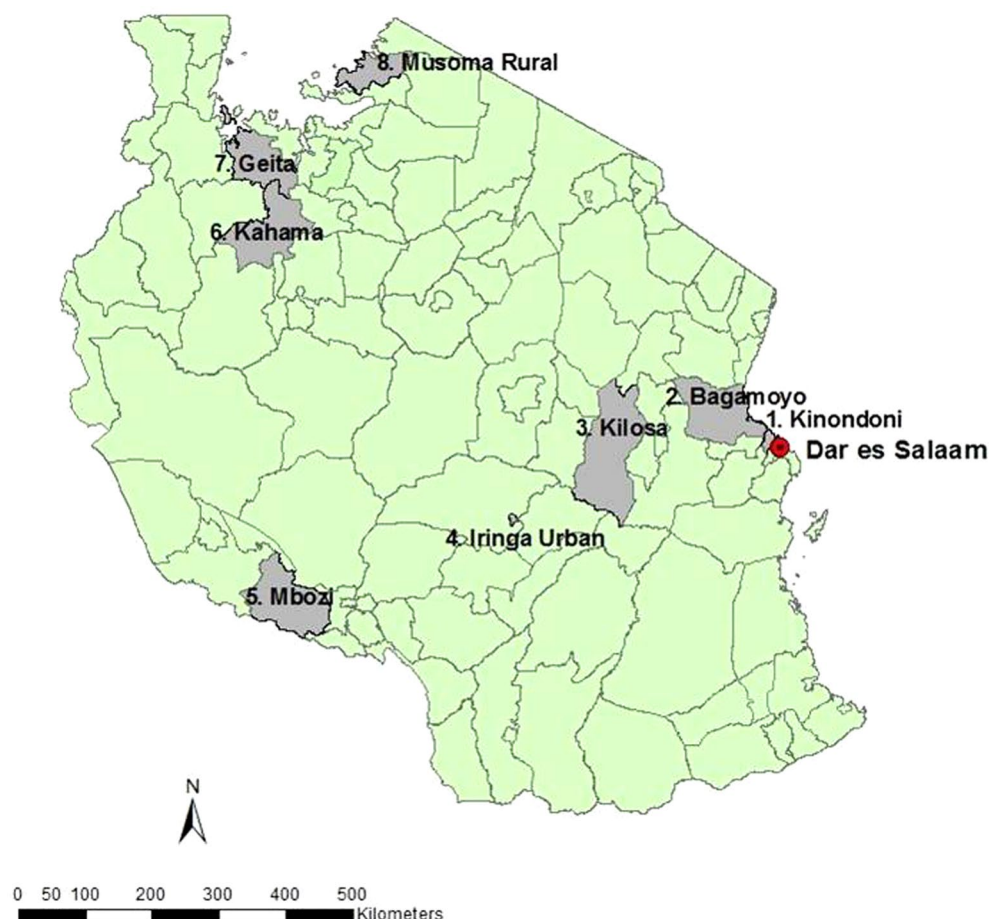 8. Musoma Rural
7. Geita
6. Kahama
2. Bagamoyo
1. Kinondoni
3. Kilosa
Dar es Salaam
4. Iringa Urban
5. Mbozi
N
0 50 100 200 300 400 500
Kilometers